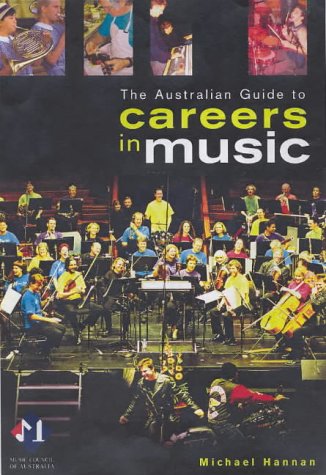 The Australian Guide to
careers
in music
MUSIC COUNCIL
OF AUSTRALIA
Michael Hannan